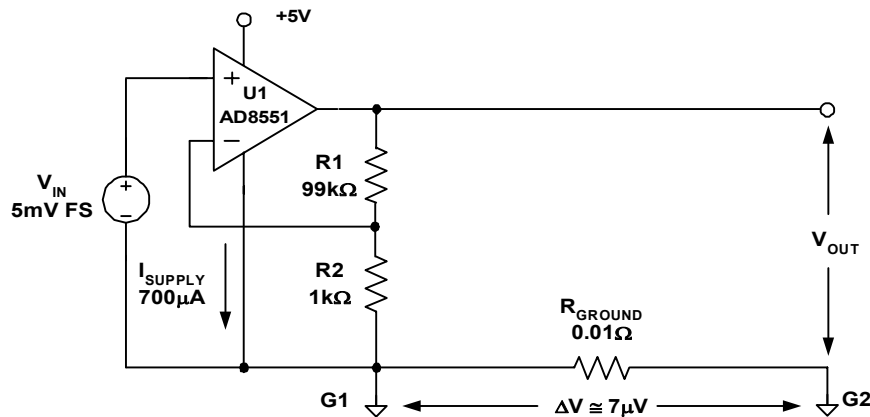 +5V
+
U1
AD8551
−
R1
99kΩ
+
−
V_IN
5mV FS
V_OUT
I_SUPPLY
700μA
R2
1kΩ
R_GROUND
0.01Ω
G1
ΔV ≅ 7μV
G2